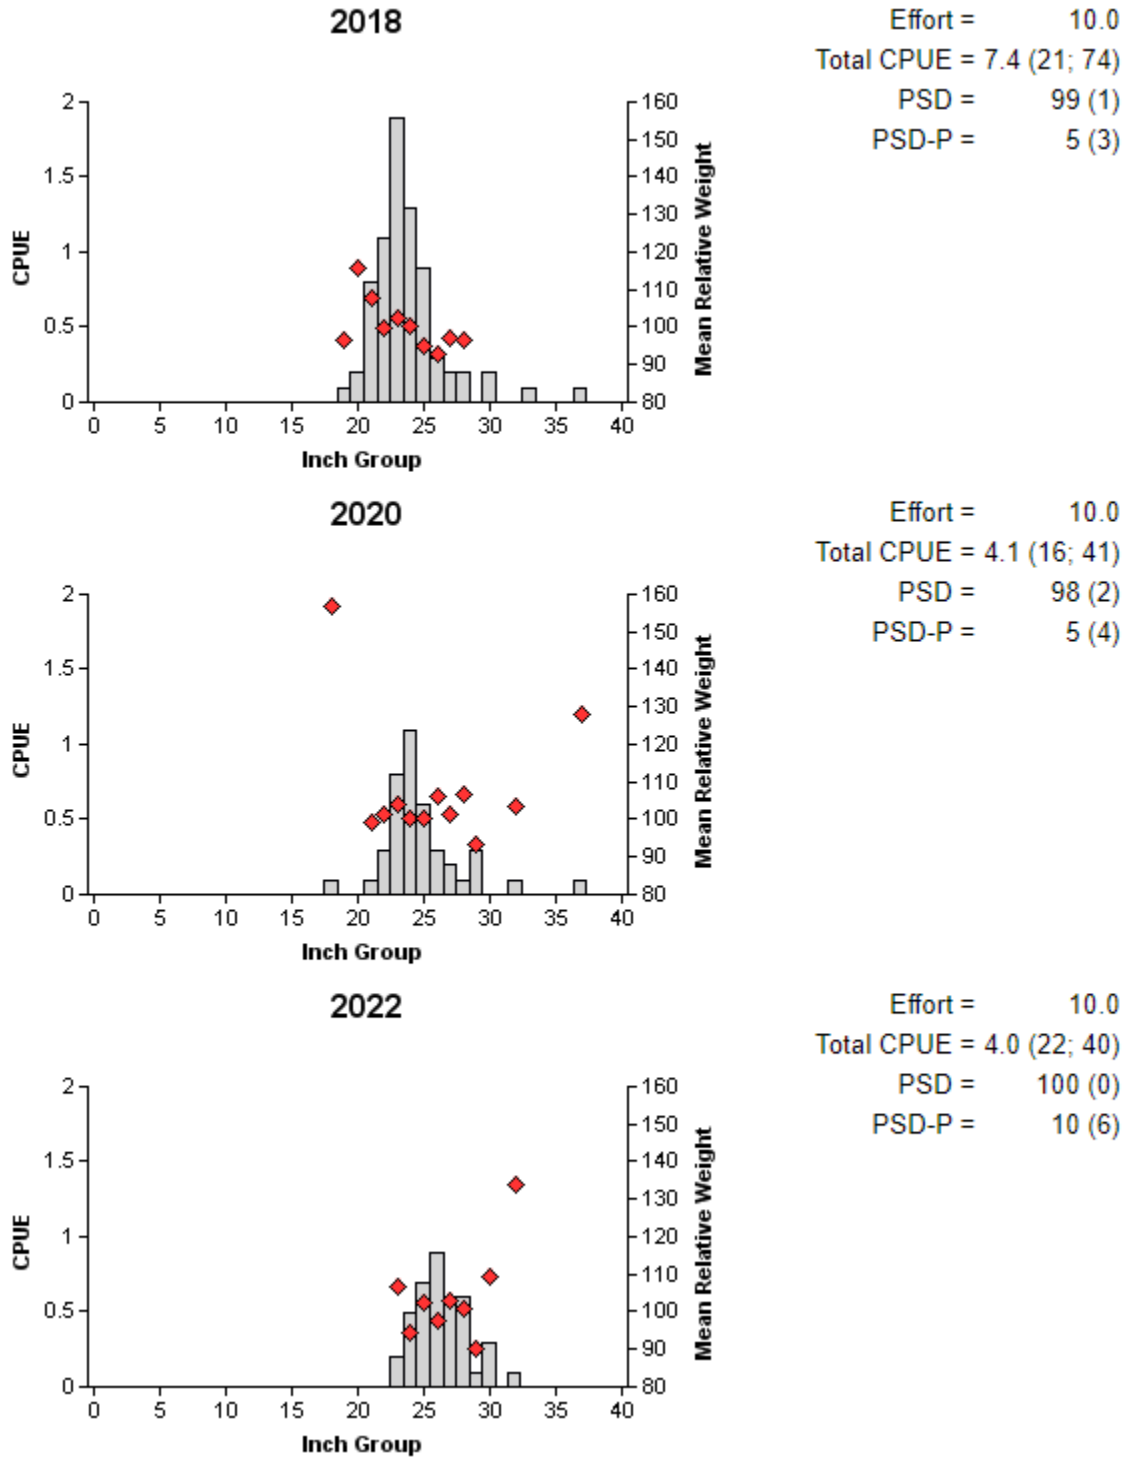 2018
Effort = 10.0
Total CPUE = 7.4 (21; 74)
PSD = 99 (1)
PSD-P = 5 (3)
2 160
150
1.5 140
130
1 120
110
0.5 100
90
0 80
CPUE
Mean Relative Weight
0 5 10 15 20 25 30 35 40
Inch Group
2020
Effort = 10.0
Total CPUE = 4.1 (16; 41)
PSD = 98 (2)
PSD-P = 5 (4)
2 160
150
1.5 140
130
1 120
110
0.5 100
90
0 80
CPUE
Mean Relative Weight
0 5 10 15 20 25 30 35 40
Inch Group
2022
Effort = 10.0
Total CPUE = 4.0 (22; 40)
PSD = 100 (0)
PSD-P = 10 (6)
2 160
150
1.5 140
130
1 120
110
0.5 100
90
0 80
CPUE
Mean Relative Weight
0 5 10 15 20 25 30 35 40
Inch Group